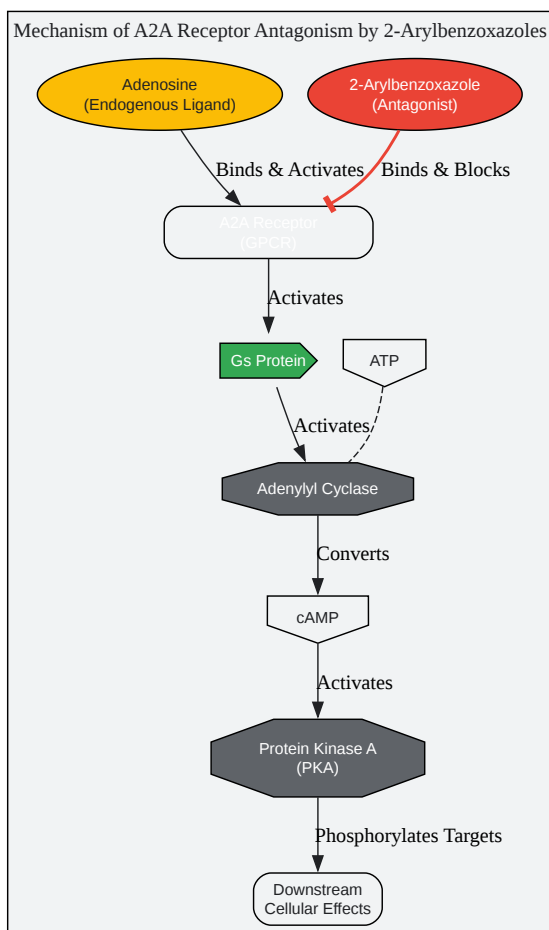 Mechanism of A2A Receptor Antagonism by 2-Arylbenzoxazoles
Adenosine
(Endogenous Ligand)
2-Arylbenzoxazole
(Antagonist)
Binds & Activates
Binds & Blocks
A2A Receptor
(GPCR)
Activates
Gs Protein
ATP
Activates
Adenylyl Cyclase
Converts
cAMP
Activates
Protein Kinase A
(PKA)
Phosphorylates Targets
Downstream
Cellular Effects